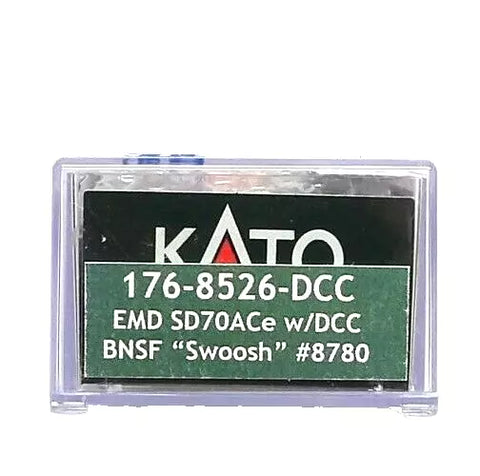 KATO
176-8526-DCC
EMD SD70ACe w/DCC
BNSF “Swoosh” #8780